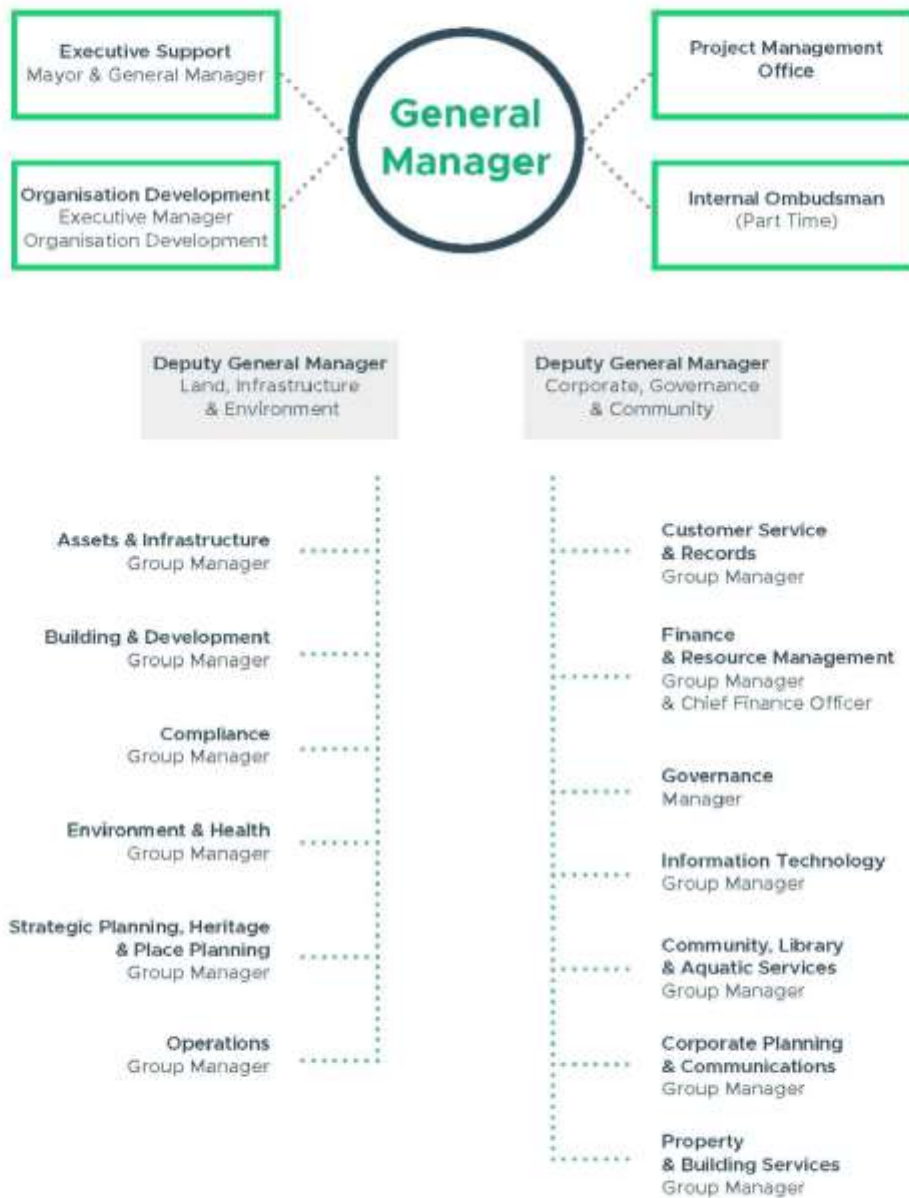 Executive Support
Mayor & General Manager
Organisation Development
Executive Manager
Organisation Development
General
Manager
Project Management
Office
Internal Ombudsman
(Part Time)
Deputy General Manager
Land, Infrastructure
& Environment
Assets & Infrastructure
Group Manager
Building & Development
Group Manager
Compliance
Group Manager
Environment & Health
Group Manager
Strategic Planning, Heritage
& Place Planning
Group Manager
Operations
Group Manager
Deputy General Manager
Corporate, Governance
& Community
Customer Service
& Records
Group Manager
Finance
& Resource Management
Group Manager
& Chief Finance Officer
Governance
Manager
Information Technology
Group Manager
Community, Library
& Aquatic Services
Group Manager
Corporate Planning
& Communications
Group Manager
Property
& Building Services
Group Manager